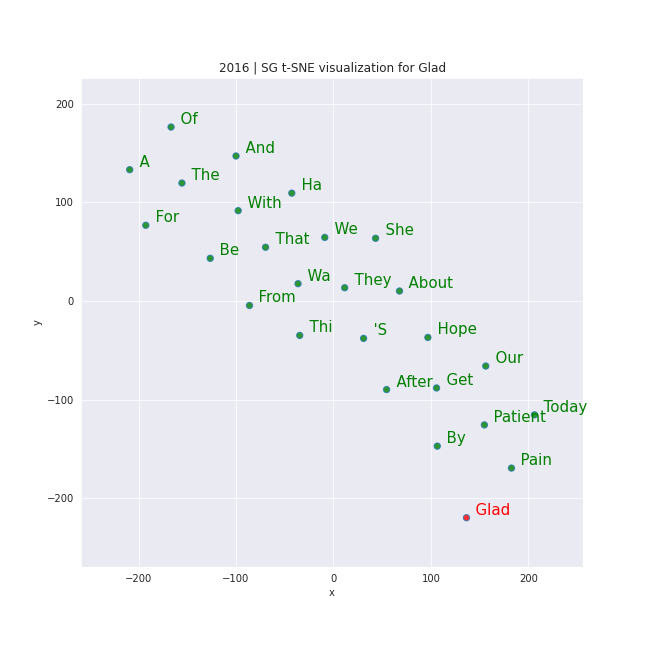 2016 | SG t-SNE visualization for Glad
200
Of
And
A
The
Ha
100
With
For
We
She
That
Be
Wa
They
About
0
From
Thi
'S
Hope
Our
After
Get
−100
Today
Patient
By
Pain
−200
Glad
y
−200
−100
0
100
200
x